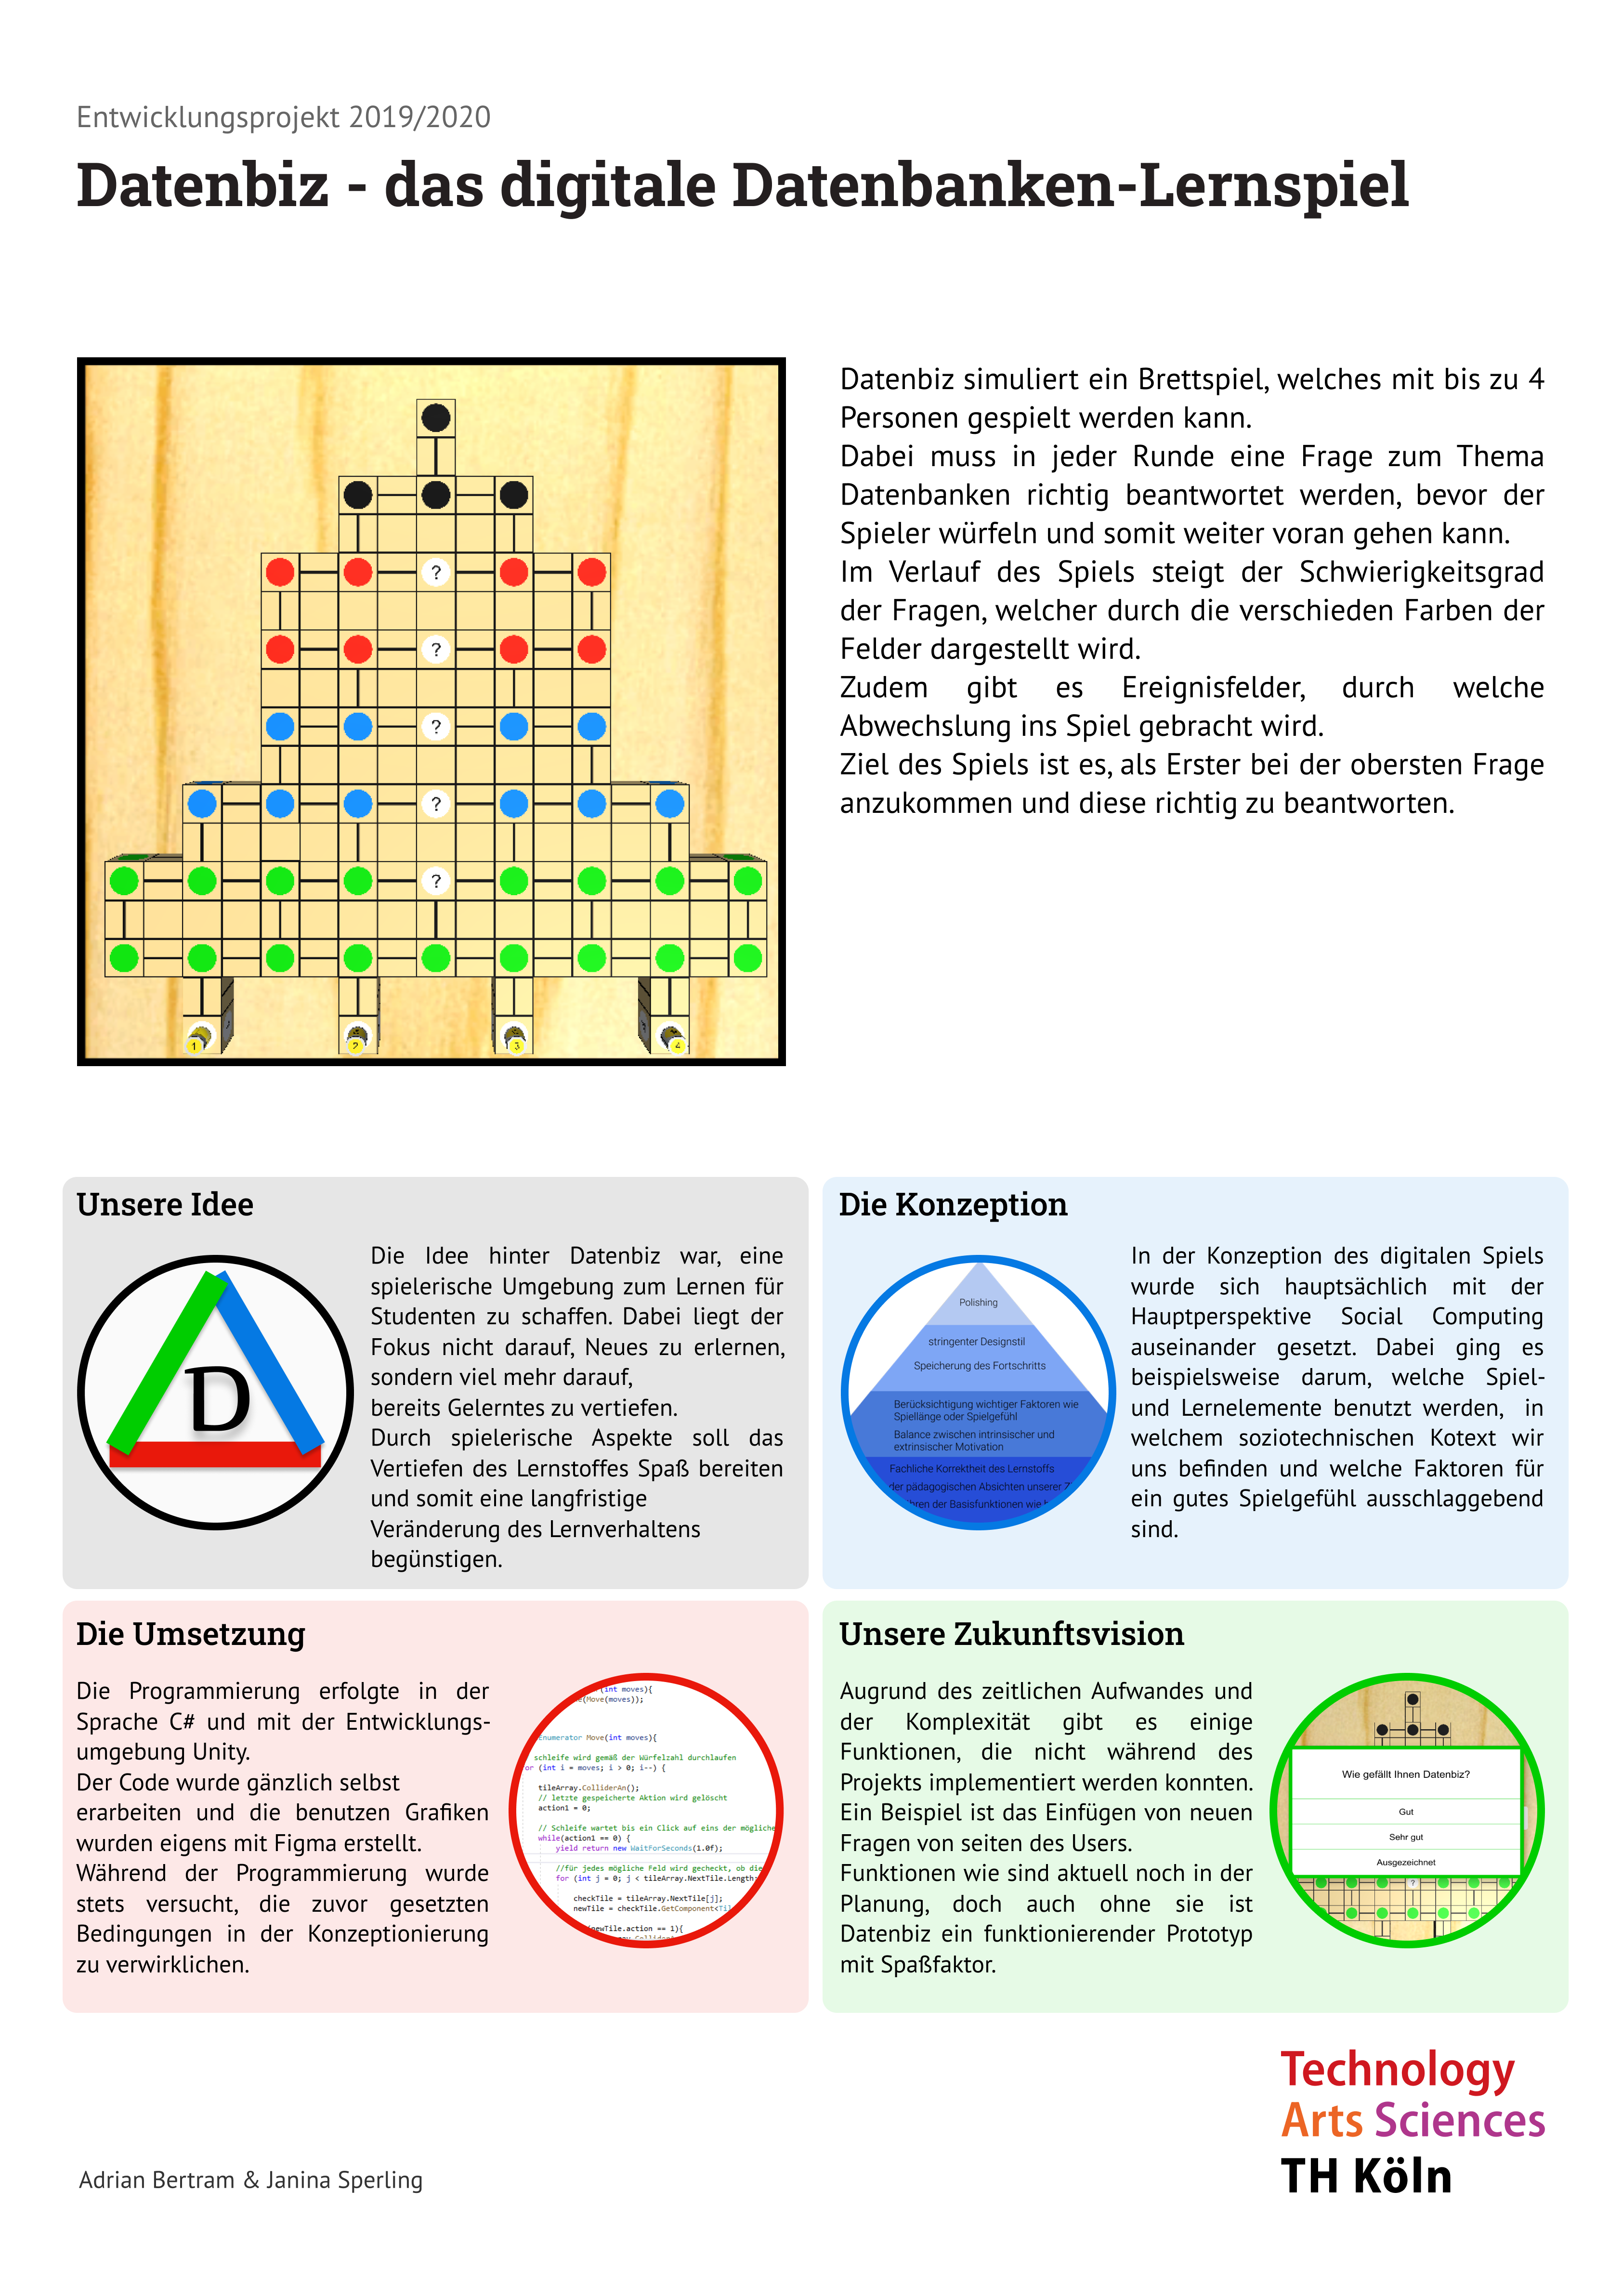 Entwicklungsprojekt 2019/2020
Datenbiz - das digitale Datenbanken-Lernspiel
?
?
?
?
?
1
2
3
4
Datenbiz simuliert ein Brettspiel, welches mit bis zu 4
Personen gespielt werden kann.
Dabei muss in jeder Runde eine Frage zum Thema
Datenbanken richtig beantwortet werden, bevor der
Spieler würfeln und somit weiter voran gehen kann.
Im Verlauf des Spiels steigt der Schwierigkeitsgrad
der Fragen, welcher durch die verschieden Farben der
Felder dargestellt wird.
Zudem gibt es Ereignisfelder, durch welche
Abwechslung ins Spiel gebracht wird.
Ziel des Spiels ist es, als Erster bei der obersten Frage
anzukommen und diese richtig zu beantworten.
Unsere Idee
D
Die Idee hinter Datenbiz war, eine
spielerische Umgebung zum Lernen für
Studenten zu schaffen. Dabei liegt der
Fokus nicht darauf, Neues zu erlernen,
sondern viel mehr darauf,
bereits Gelerntes zu vertiefen.
Durch spielerische Aspekte soll das
Vertiefen des Lernstoffes Spaß bereiten
und somit eine langfristige
Veränderung des Lernverhaltens
begünstigen.
Die Konzeption
Polishing
stringenter Designstil
Speicherung des Fortschritts
Berücksichtigung wichtiger Faktoren wie
Spiellänge oder Spielgefühl
Balance zwischen intrinsischer und
extrinsischer Motivation
Fachliche Korrektheit des Lernstoffs
der pädagogischen Absichten unserer
der Basisfunktionen wie
In der Konzeption des digitalen Spiels
wurde sich hauptsächlich mit der
Hauptperspektive Social Computing
auseinander gesetzt. Dabei ging es
beispielsweise darum, welche Spiel-
und Lernelemente benutzt werden, in
welchem soziotechnischen Kotext wir
uns befinden und welche Faktoren für
ein gutes Spielgefühl ausschlaggebend
sind.
Die Umsetzung
Die Programmierung erfolgte in der
Sprache C# und mit der Entwicklungs-
umgebung Unity.
Der Code wurde gänzlich selbst
erarbeiten und die benutzen Grafiken
wurden eigens mit Figma erstellt.
Während der Programmierung wurde
stets versucht, die zuvor gesetzten
Bedingungen in der Konzeptionierung
zu verwirklichen.
(int moves){
(Move(moves));
Enumerator Move(int moves){
schleife wird gemäß der Würfelzahl durchlaufen
or (int i = moves; i > 0; i--) {
tileArray.ColliderAn();
// letzte gespeicherte Aktion wird gelöscht
action1 = 0;
// Schleife wartet bis ein Click auf eins der mögliche
while(action1 == 0) {
yield return new WaitForSeconds(1.0f);
//für jedes mögliche Feld wird gecheckt, ob die
for (int j = 0; j < tileArray.NextTile.Length;
checkTile = tileArray.NextTile[j];
newTile = checkTile.GetComponent<Til
newTile.action == 1){
Unsere Zukunftsvision
Augrund des zeitlichen Aufwandes und
der Komplexität gibt es einige
Funktionen, die nicht während des
Projekts implementiert werden konnten.
Ein Beispiel ist das Einfügen von neuen
Fragen von seiten des Users.
Funktionen wie sind aktuell noch in der
Planung, doch auch ohne sie ist
Datenbiz ein funktionierender Prototyp
mit Spaßfaktor.
Wie gefällt Ihnen Datenbiz?
Gut
Sehr gut
Ausgezeichnet
?
Adrian Bertram & Janina Sperling
Technology
Arts Sciences
TH Köln